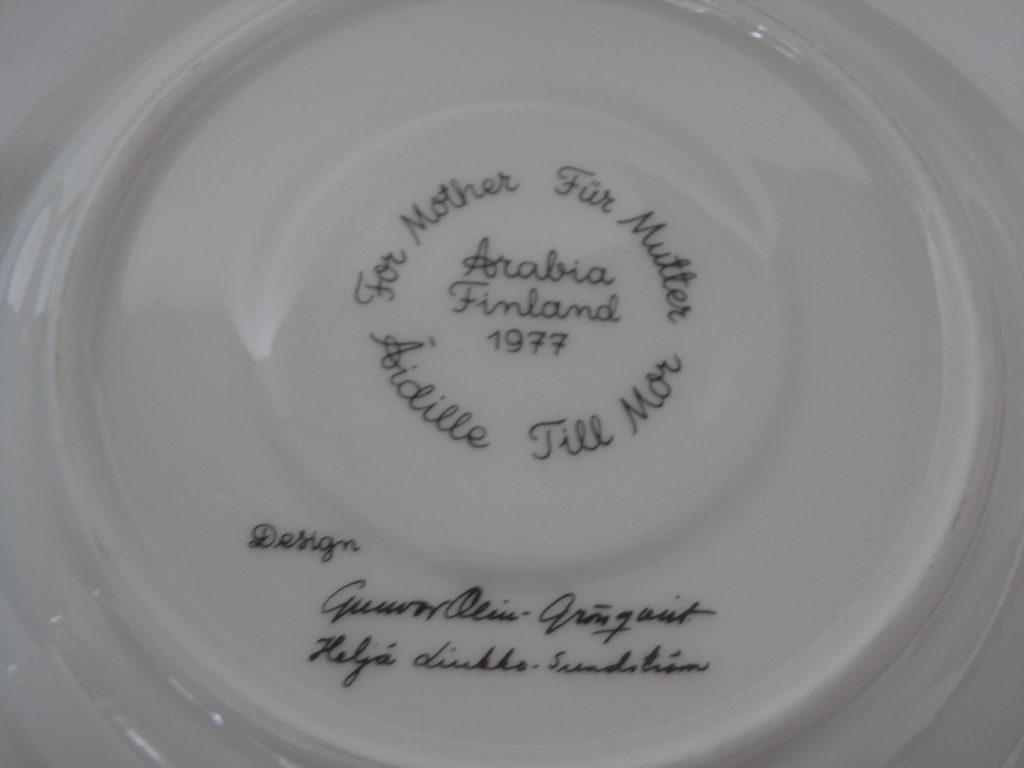 For Mother
Für Mutter
Äidille
Till Mor
Arabia
Finland
1977
Design
Gunvor Olin-Grönqvist
Heljä Liukko-Sundström